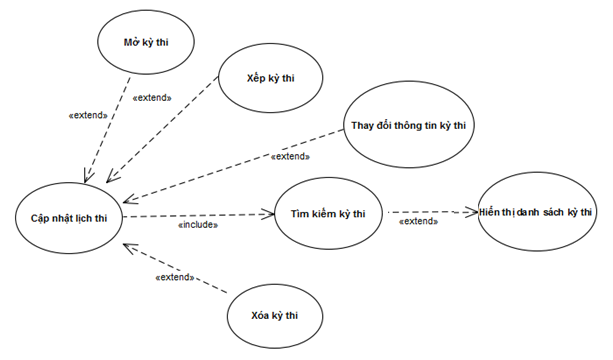 Mở kỳ thi
Xếp kỳ thi
«extend»
«extend»
Thay đổi thông tin kỳ thi
«extend»
Cập nhật lịch thi
«include»
Tìm kiếm kỳ thi
«extend»
Hiển thị danh sách kỳ thi
«extend»
Xóa kỳ thi